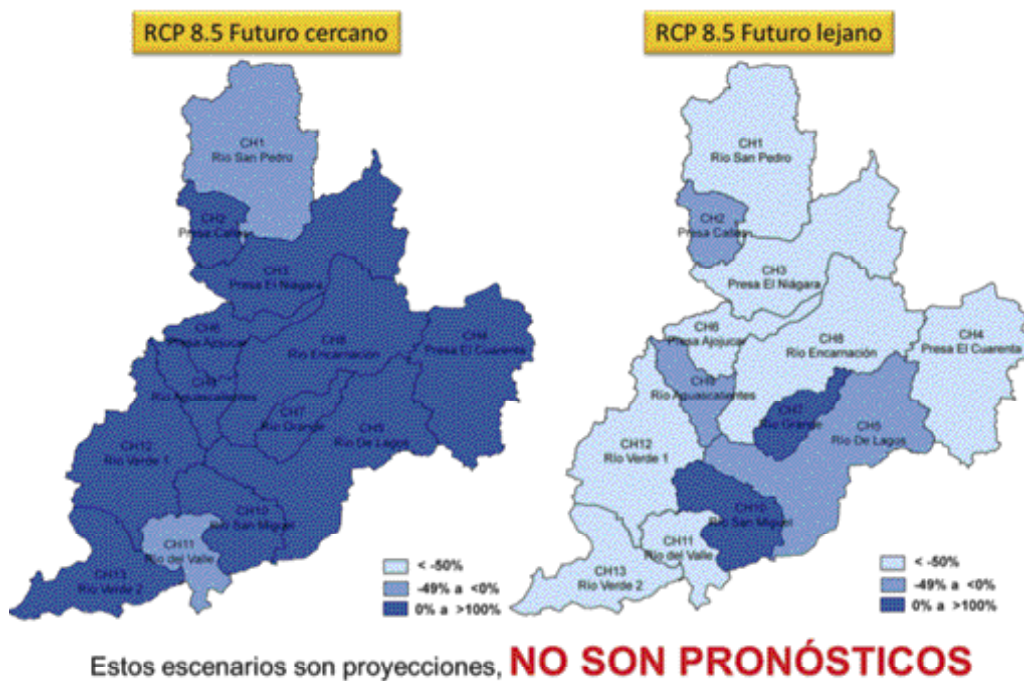 RCP 8.5 Futuro cercano
CH1
Río San Pedro
CH2
Presa Calles
CH3
Presa El Niágara
CH6
Presa Ajojucar
CH8
Río Encarnación
CH4
Presa El Cuarenta
CH9
Río Aguascalientes
CH7
Río Grande
CH5
Río De Lagos
CH12
Río Verde 1
CH10
Río San Miguel
CH11
Río del Valle
CH13
Río Verde 2
< -50%
-49% a <0%
0% a >100%
RCP 8.5 Futuro lejano
CH1
Río San Pedro
CH2
Presa Calles
CH3
Presa El Niágara
CH6
Presa Ajojucar
CH8
Río Encarnación
CH4
Presa El Cuarenta
CH9
Río Aguascalientes
CH7
Río Grande
CH5
Río De Lagos
CH12
Río Verde 1
CH10
Río San Miguel
CH11
Río del Valle
CH13
Río Verde 2
< -50%
-49% a <0%
0% a >100%
Estos escenarios son proyecciones, NO SON PRONÓSTICOS